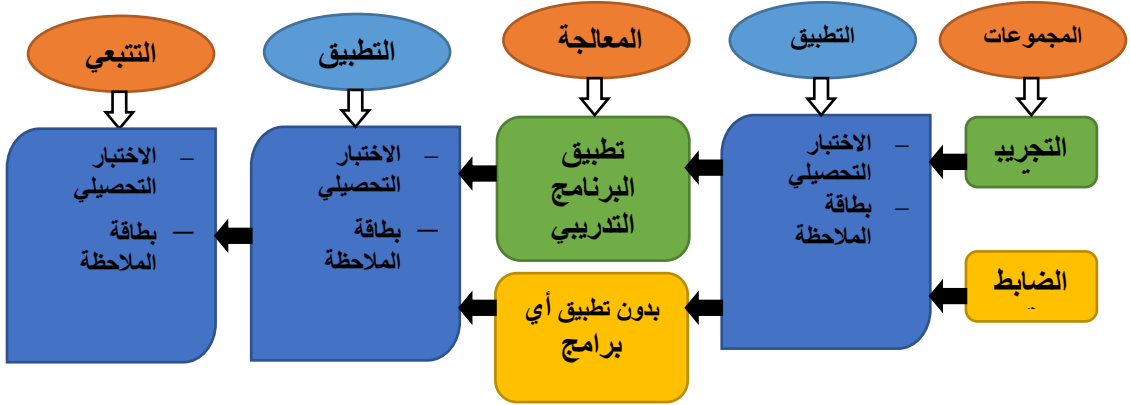 المجموعات
التطبيق
المعالجة
التطبيق
التتبعي
التجريب
الضابط
– الاختبار
التحصيلي
– بطاقة
الملاحظة
تطبيق
البرنامج
التدريبي
بدون تطبيق أي
برامج
– الاختبار
التحصيلي
– بطاقة
الملاحظة
– الاختبار
التحصيلي
– بطاقة
الملاحظة